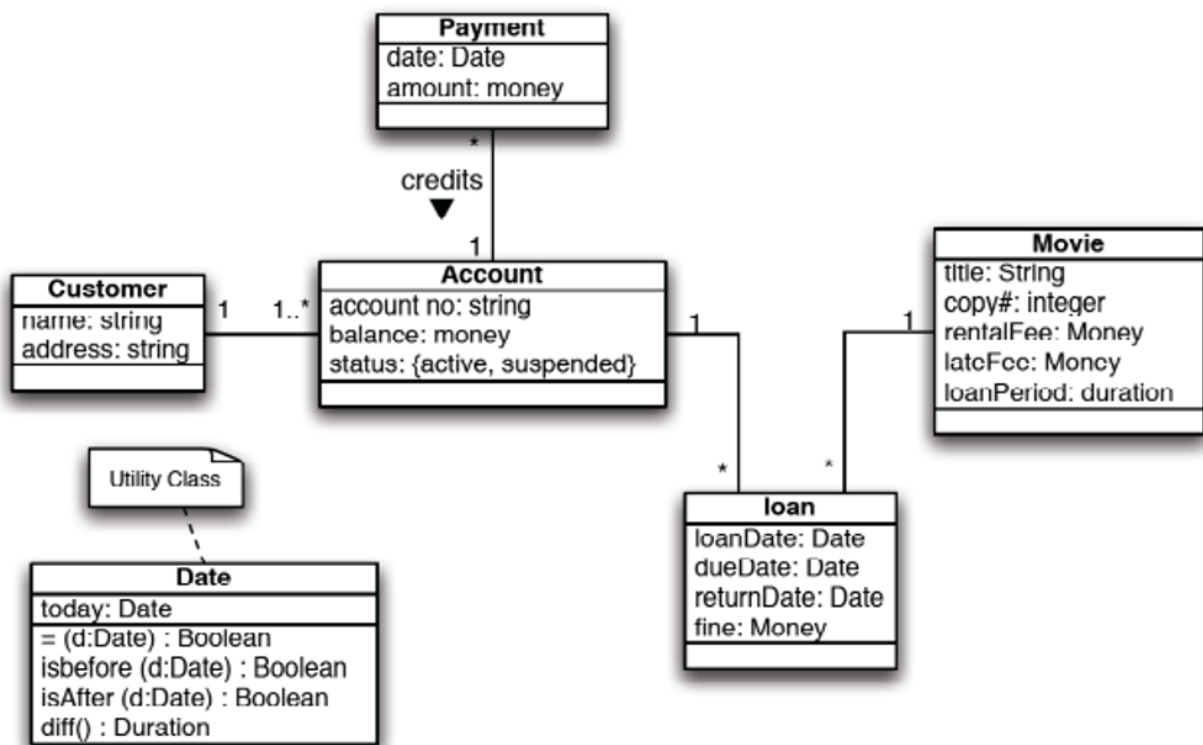 Payment
date: Date
amount: money
*
credits
1
Customer
name: string
address: string
1
1..*
Account
account no: string
balance: money
status: {active, suspended}
1
*
Movie
title: String
copy#: integer
rentalFee: Money
lateFee: Money
loanPeriod: duration
1
*
loan
loanDate: Date
dueDate: Date
returnDate: Date
fine: Money
Utility Class
Date
today: Date
= (d:Date) : Boolean
isbefore (d:Date) : Boolean
isAfter (d:Date) : Boolean
diff() : Duration